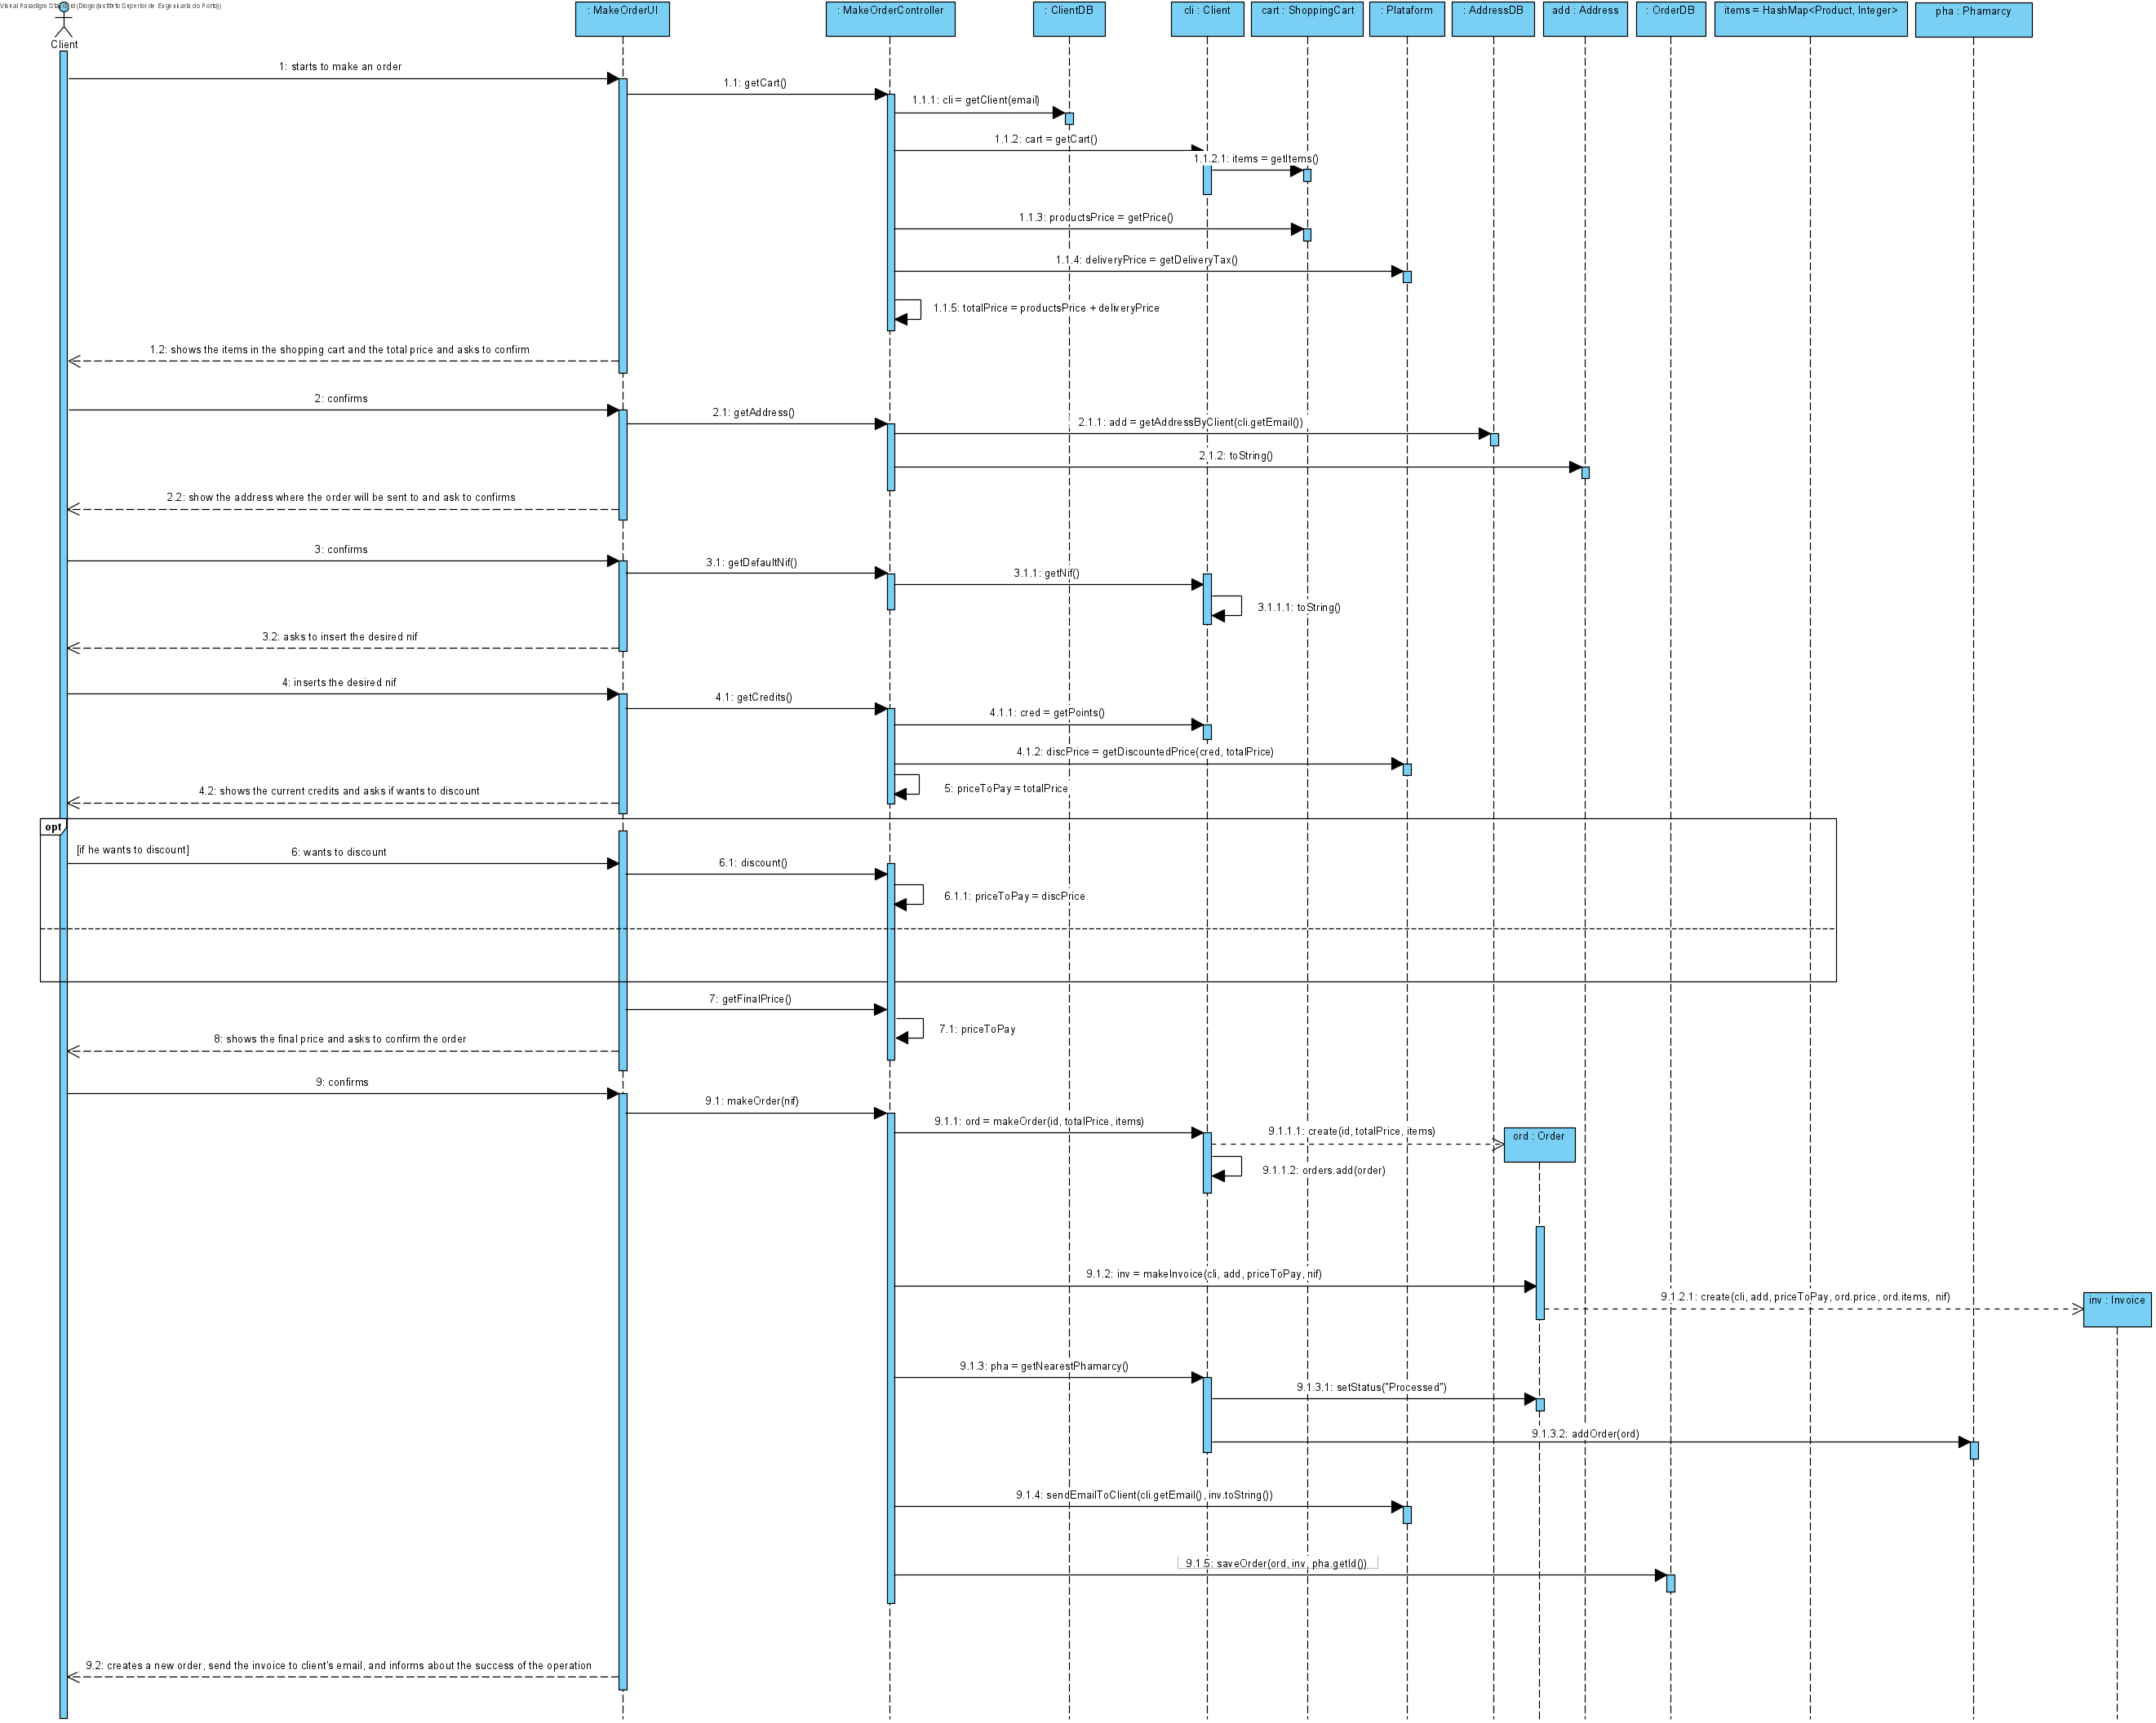 Visual Paradigm Standard (Diogo (Instituto Superior de Engenharia do Porto))
Client
: MakeOrderUI
: MakeOrderController
: ClientDB
cli : Client
cart : ShoppingCart
: Plataform
: AddressDB
add : Address
: OrderDB
items = HashMap<Product, Integer>
pha : Phamarcy
1: starts to make an order
1.1: getCart()
1.1.1: cli = getClient(email)
1.1.2: cart = getCart()
1.1.2.1: items = getItems()
1.1.3: productsPrice = getPrice()
1.1.4: deliveryPrice = getDeliveryTax()
1.1.5: totalPrice = productsPrice + deliveryPrice
1.2: shows the items in the shopping cart and the total price and asks to confirm
2: confirms
2.1: getAddress()
2.1.1: add = getAddressByClient(cli.getEmail())
2.1.2: toString()
2.2: show the address where the order will be sent to and ask to confirms
3: confirms
3.1: getDefaultNif()
3.1.1: getNif()
3.1.1.1: toString()
3.2: asks to insert the desired nif
4: inserts the desired nif
4.1: getCredits()
4.1.1: cred = getPoints()
4.1.2: discPrice = getDiscountedPrice(cred, totalPrice)
5: priceToPay = totalPrice
4.2: shows the current credits and asks if wants to discount
opt
[if he wants to discount]
6: wants to discount
6.1: discount()
6.1.1: priceToPay = discPrice
7: getFinalPrice()
7.1: priceToPay
8: shows the final price and asks to confirm the order
9: confirms
9.1: makeOrder(nif)
9.1.1: ord = makeOrder(id, totalPrice, items)
9.1.1.1: create(id, totalPrice, items)
ord : Order
9.1.1.2: orders.add(order)
9.1.2: inv = makeInvoice(cli, add, priceToPay, nif)
9.1.2.1: create(cli, add, priceToPay, ord.price, ord.items, nif)
inv : Invoice
9.1.3: pha = getNearestPhamarcy()
9.1.3.1: setStatus("Processed")
9.1.3.2: addOrder(ord)
9.1.4: sendEmailToClient(cli.getEmail(), inv.toString())
9.1.5: saveOrder(ord, inv, pha.getId())
9.2: creates a new order, send the invoice to client's email, and informs about the success of the operation